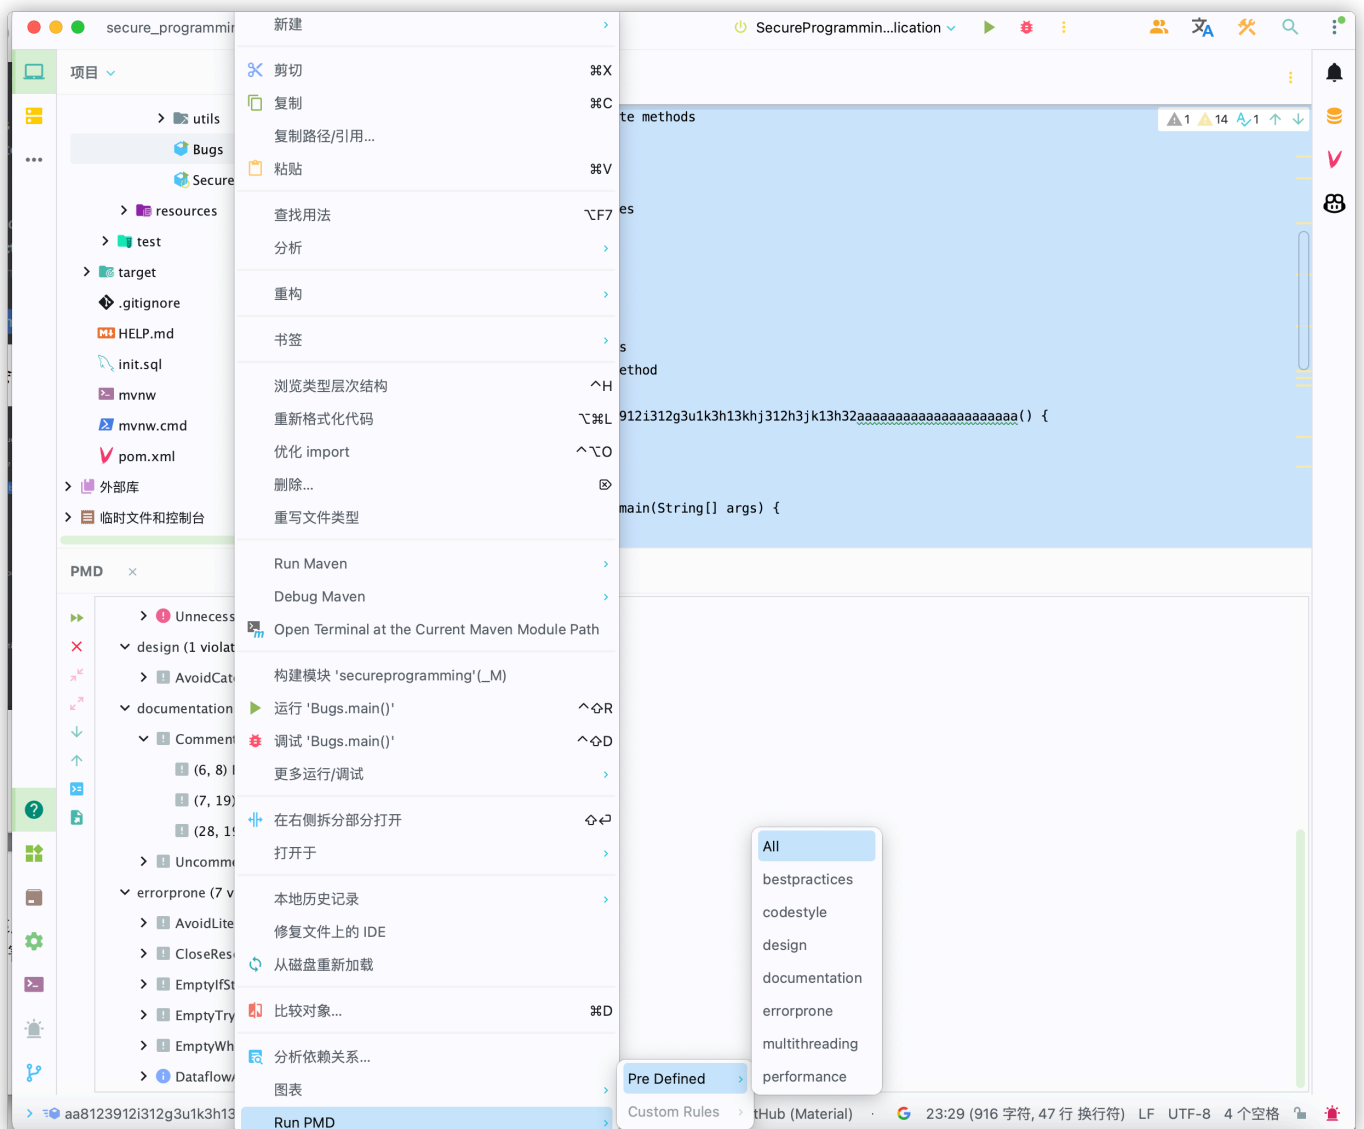 secure_programmin
SecureProgrammin...lication
项目
utils
Bugs
Secure
resources
test
target
.gitignore
HELP.md
init.sql
mvnw
mvnw.cmd
pom.xml
外部库
临时文件和控制台
新建
剪切 ⌘X
复制 ⌘C
复制路径/引用...
粘贴 ⌘V
查找用法 ⌥F7
分析
重构
书签
浏览类型层次结构 ^H
重新格式化代码 ⌥⌘L
优化 import ^⌥O
删除... ⌦
重写文件类型
Run Maven
Debug Maven
Open Terminal at the Current Maven Module Path
构建模块 'secureprogramming'(_M)
运行 'Bugs.main()' ^⇧R
调试 'Bugs.main()' ^⇧D
更多运行/调试
在右侧拆分部分打开 ⇧⏎
打开于
本地历史记录
修复文件上的 IDE
从磁盘重新加载
比较对象... ⌘D
分析依赖关系...
图表
Run PMD
te methods
1 14 1
es
s
ethod
912i312g3u1k3h13khj312h3jk13h32aaaaaaaaaaaaaaaaaaaaa() {
main(String[] args) {
PMD
Unnecess
design (1 violat
AvoidCat
documentation
Comment
(6, 8)
(7, 19)
(28, 19
Uncomme
errorprone (7 v
AvoidLite
CloseRes
EmptyIfSt
EmptyTry
EmptyWh
DataflowA
Pre Defined
Custom Rules
All
bestpractices
codestyle
design
documentation
errorprone
multithreading
performance
aa8123912i312g3u1k3h13
tHub (Material) · 23:29 (916 字符, 47 行 换行符) LF UTF-8 4 个空格